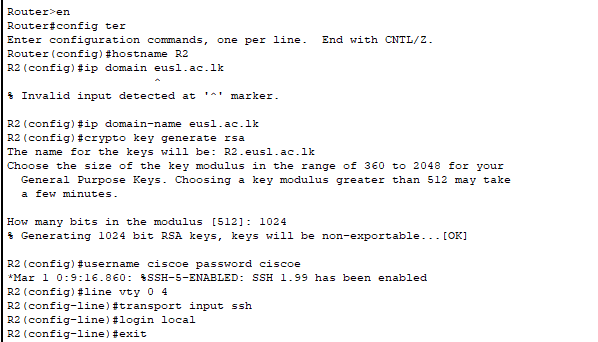 Router>en
Router#config ter
Enter configuration commands, one per line.  End with CNTL/Z.
Router(config)#hostname R2
R2(config)#ip domain eusl.ac.lk
                     ^
% Invalid input detected at '^' marker.

R2(config)#ip domain-name eusl.ac.lk
R2(config)#crypto key generate rsa
The name for the keys will be: R2.eusl.ac.lk
Choose the size of the key modulus in the range of 360 to 2048 for your
  General Purpose Keys. Choosing a key modulus greater than 512 may take
  a few minutes.

How many bits in the modulus [512]: 1024
% Generating 1024 bit RSA keys, keys will be non-exportable...[OK]

R2(config)#username ciscoe password ciscoe
*Mar 1 0:9:16.860: %SSH-5-ENABLED: SSH 1.99 has been enabled
R2(config)#line vty 0 4
R2(config-line)#transport input ssh
R2(config-line)#login local
R2(config-line)#exit